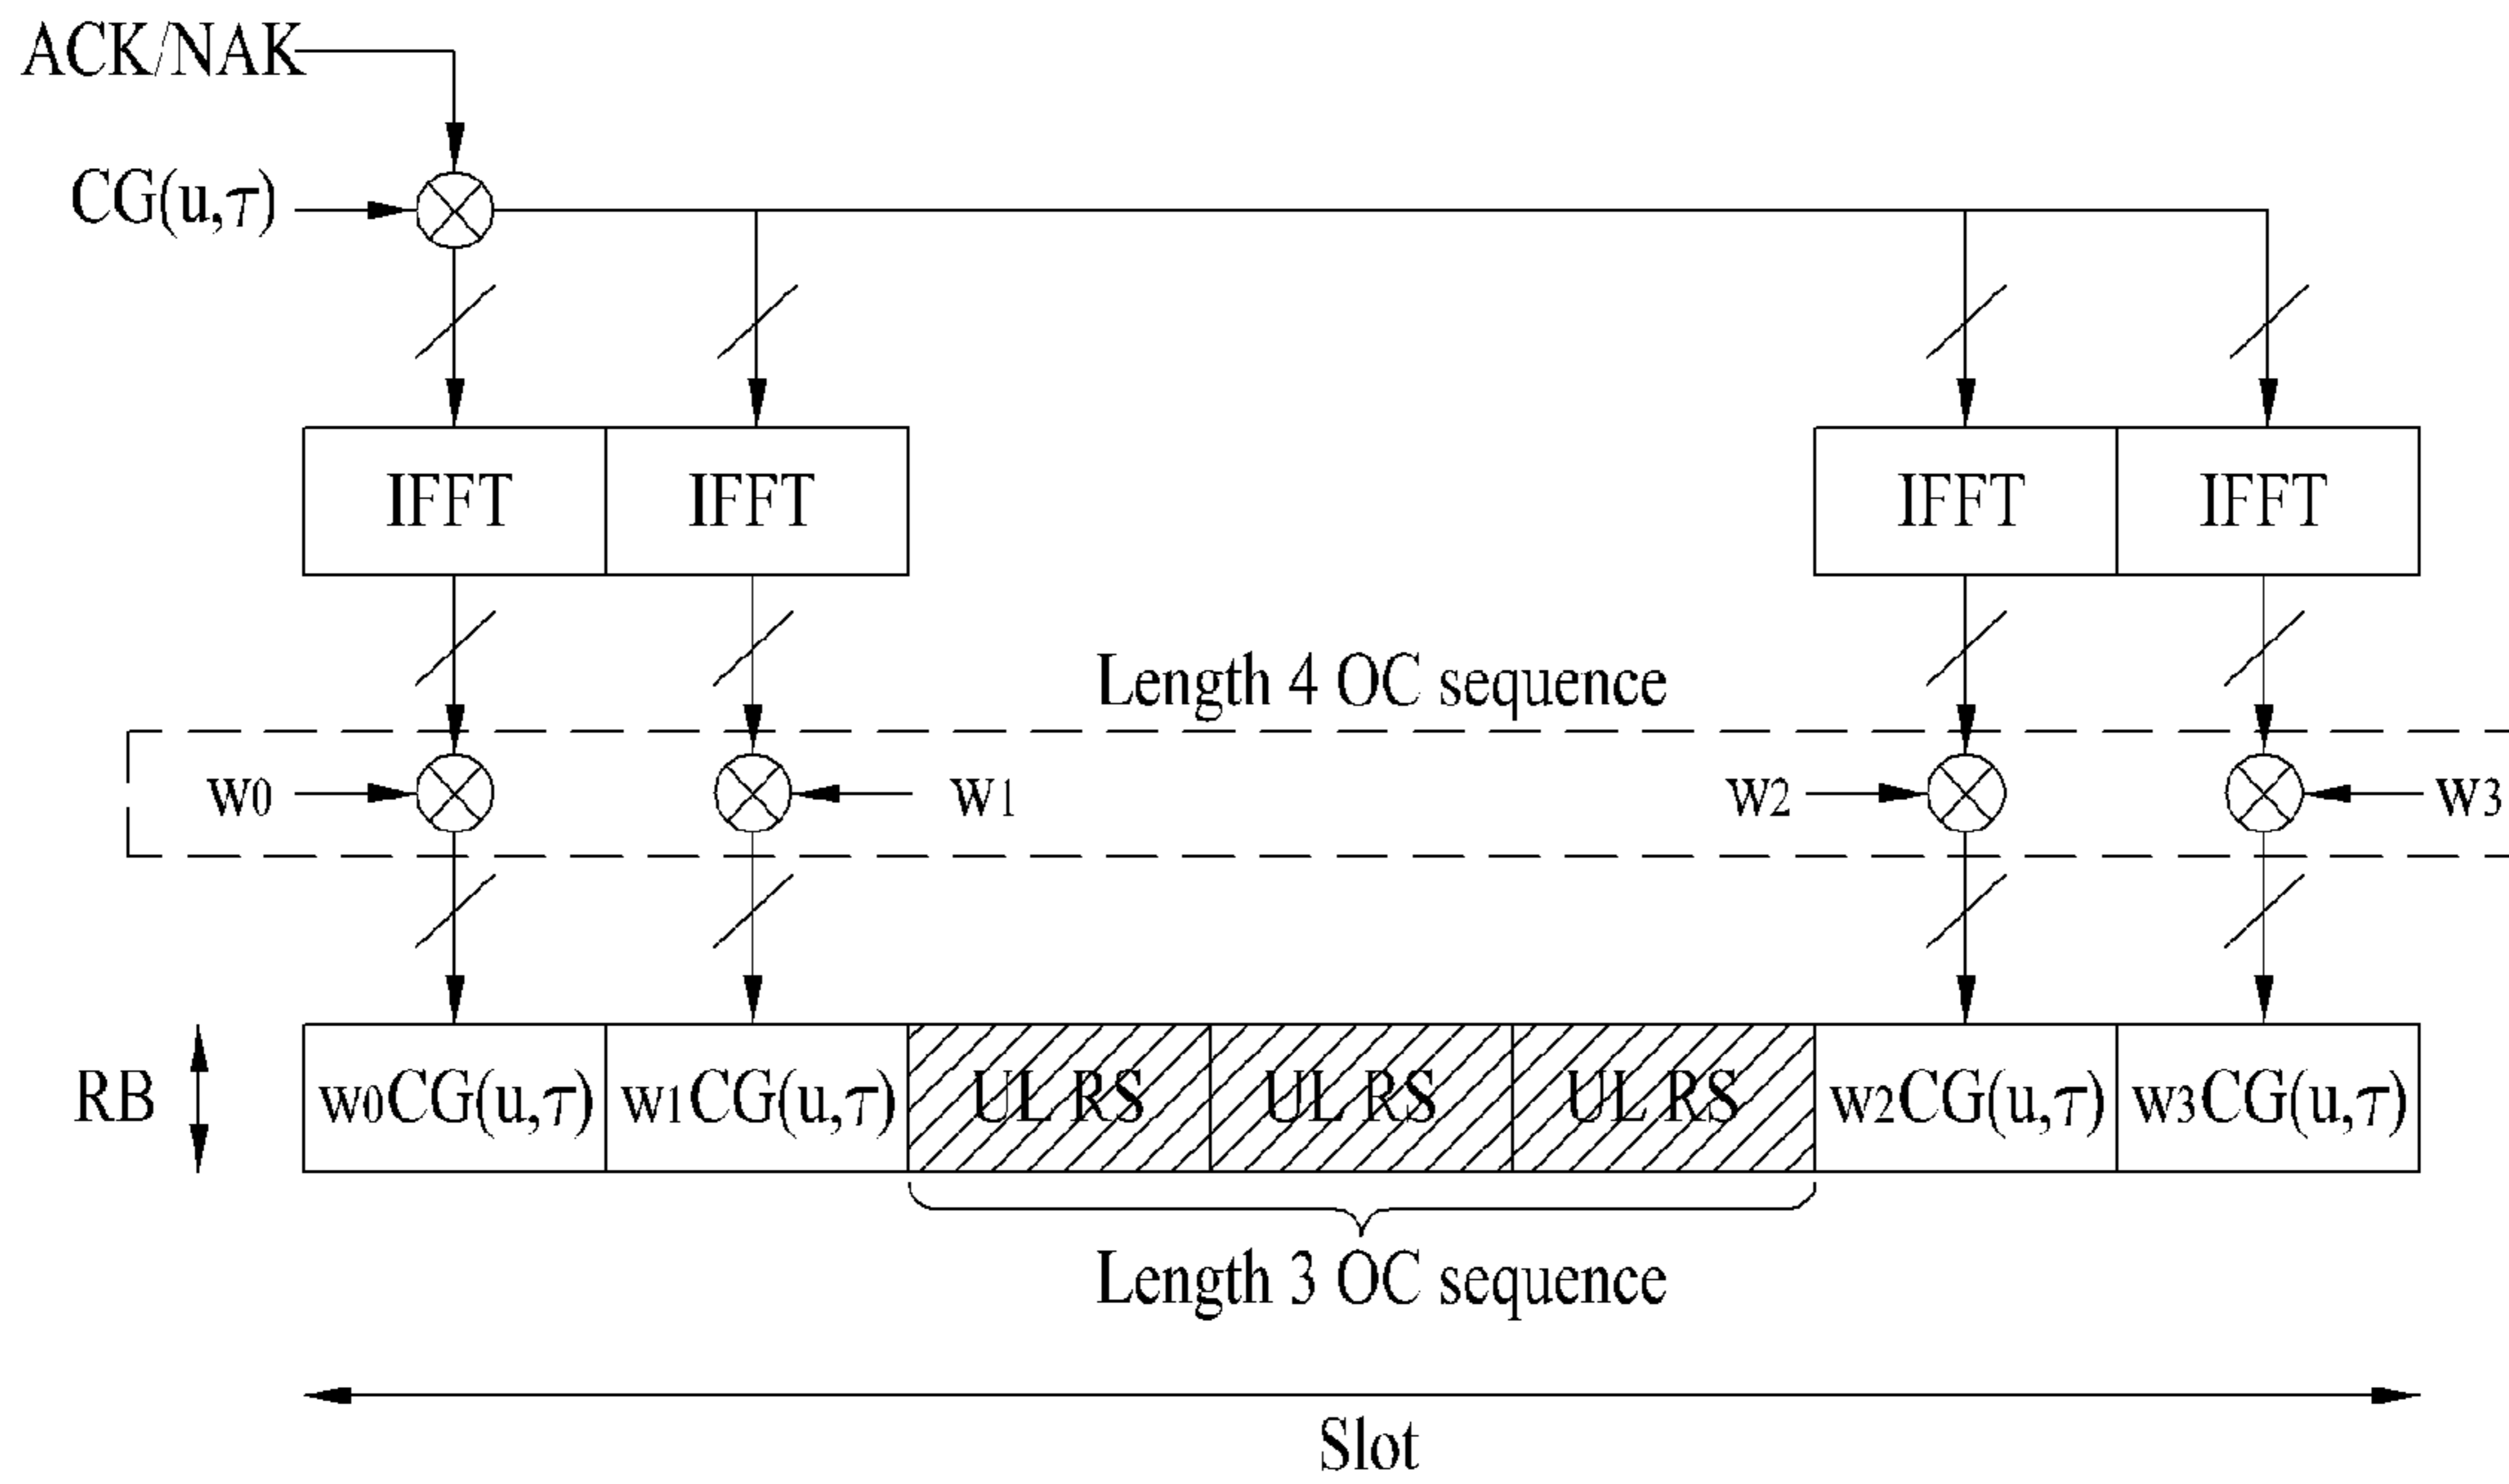 ACK/NAK
CG(u,τ)
IFFT IFFT IFFT IFFT
Length 4 OC sequence
w0 w1 w2 w3
RB w0CG(u,τ) w1CG(u,τ) UL RS UL RS UL RS w2CG(u,τ) w3CG(u,τ)
Length 3 OC sequence
Slot